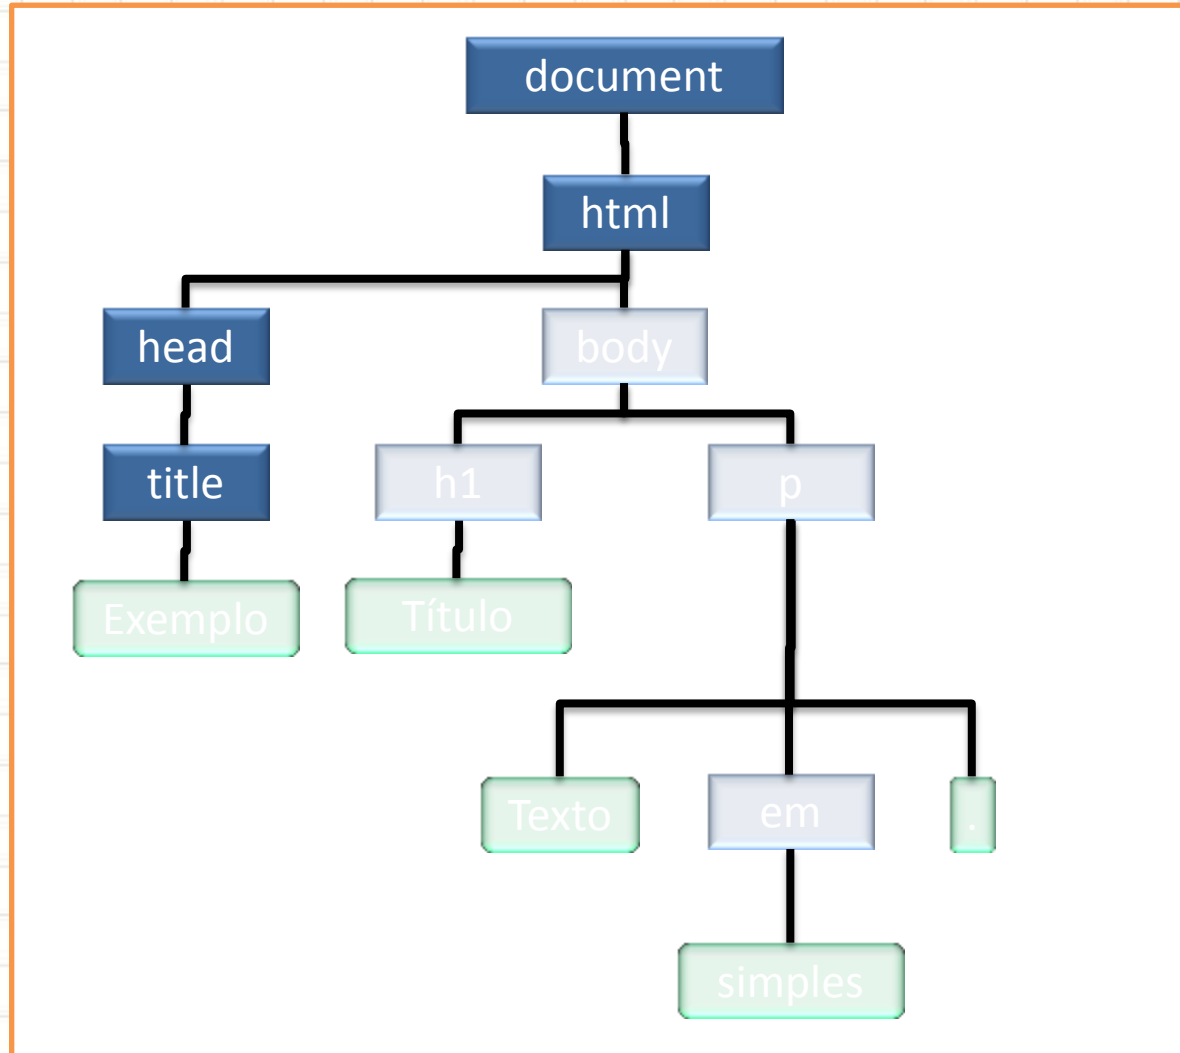 document
html
head
body
title
h1
p
Exemplo
Título
Texto
em
.
simples